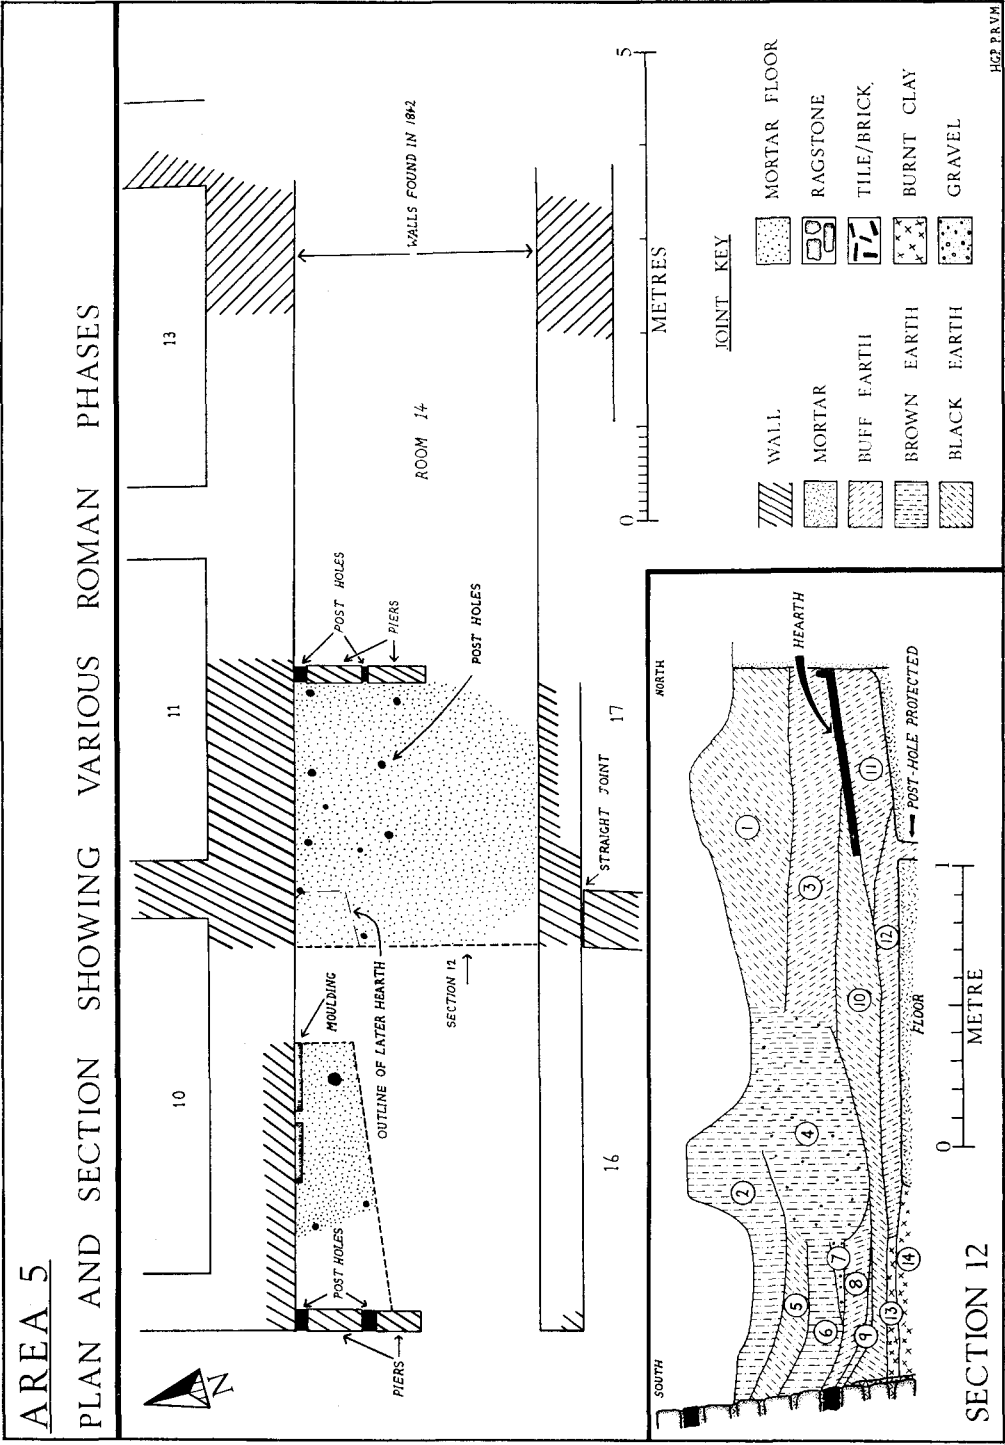 AREA 5
PLAN AND SECTION SHOWING VARIOUS ROMAN PHASES
N
10
11
13
PIERS
POST HOLES
MOULDING
OUTLINE OF LATER HEARTH
SECTION 12
POST HOLES
PIERS
POST HOLES
ROOM 14
WALLS FOUND IN 1842
16
STRAIGHT JOINT
17
0
5
METRES
JOINT KEY
WALL
MORTAR FLOOR
MORTAR
RAGSTONE
BUFF EARTH
TILE/BRICK
BROWN EARTH
BURNT CLAY
BLACK EARTH
GRAVEL
SOUTH
NORTH
1
2
3
4
5
6
7
8
9
10
11
12
13
14
HEARTH
POST-HOLE PROJECTED
FLOOR
0
1
METRE
SECTION 12